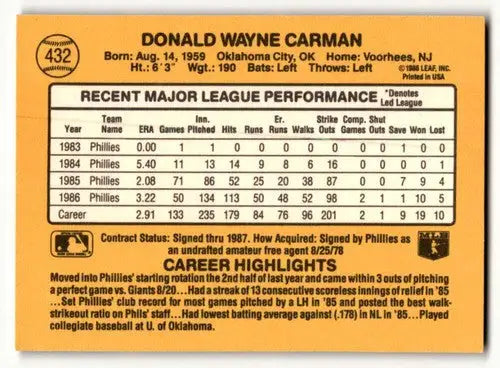 432
DONALD WAYNE CARMAN
Born: Aug. 14, 1959 Oklahoma City, OK Home: Voorhees, NJ
Ht.: 6'3" Wgt.: 190 Bats: Left Throws: Left
©1986 LEAF, INC.
Printed in USA
RECENT MAJOR LEAGUE PERFORMANCE *Denotes Led League
Year Team Name ERA Games Inn. Pitched Hits Runs Er. Runs Walks Strike Outs Comp. Games Shut Outs Save Won Lost
1983 Phillies 0.00 1 1 0 0 0 0 0 0 0 1 0 0
1984 Phillies 5.40 11 13 14 9 8 6 16 0 0 0 0 1
1985 Phillies 2.08 71 86 52 25 20 38 87 0 0 7 9 4
1986 Phillies 3.22 50 134 113 50 48 52 98 2 1 1 10 5
Career 2.91 133 235 179 84 76 96 201 2 1 9 19 10
Contract Status: Signed thru 1987. How Acquired: Signed by Phillies as
an undrafted amateur free agent 8/25/78
CAREER HIGHLIGHTS
Moved into Phillies' starting rotation the 2nd half of last year and came within 3 outs of pitching
a perfect game vs. Giants 8/20...Had a streak of 13 consecutive scoreless innings of relief in '85
...Set Phillies' club record for most games pitched by a LH in '85 and posted the best walk-
strikeout ratio on Phils' staff...Had lowest batting average against (.178) in NL in '85...Played
collegiate baseball at U. of Oklahoma.